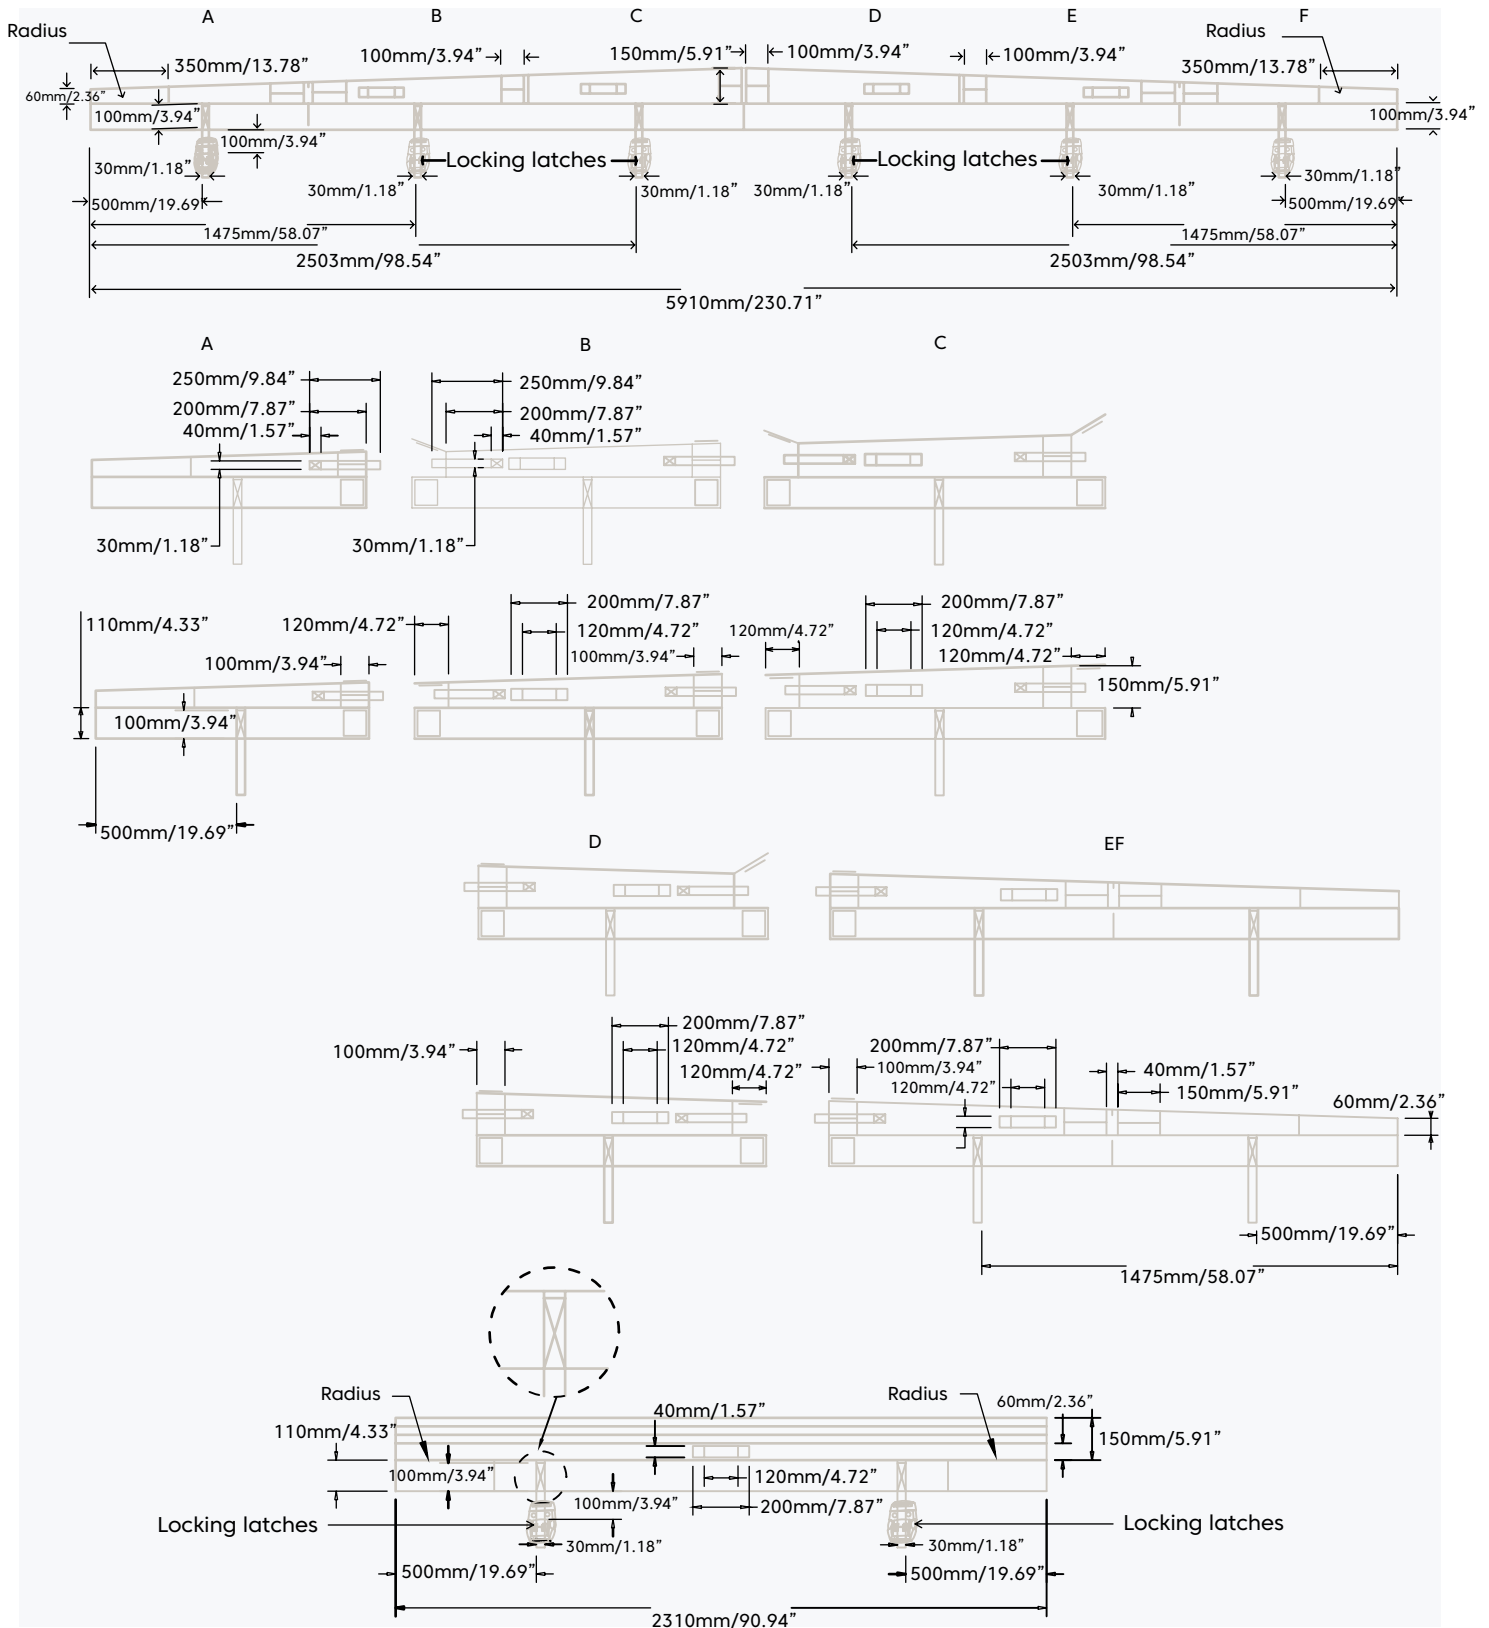 A B C D E F
Radius Radius
100mm/3.94” 150mm/5.91” 100mm/3.94” 100mm/3.94”
350mm/13.78” 350mm/13.78”
60mm/2.36”
100mm/3.94” 100mm/3.94”
100mm/3.94”
Locking latches Locking latches
30mm/1.18” 30mm/1.18”
30mm/1.18” 30mm/1.18” 30mm/1.18” 30mm/1.18”
500mm/19.69” 500mm/19.69”
1475mm/58.07” 1475mm/58.07”
2503mm/98.54” 2503mm/98.54”
5910mm/230.71”
A B C
250mm/9.84” 250mm/9.84”
200mm/7.87” 200mm/7.87”
40mm/1.57” 40mm/1.57”
30mm/1.18” 30mm/1.18”
200mm/7.87” 200mm/7.87”
110mm/4.33” 120mm/4.72” 120mm/4.72” 120mm/4.72” 120mm/4.72”
100mm/3.94” 100mm/3.94” 120mm/4.72”
150mm/5.91”
100mm/3.94”
500mm/19.69”
D EF
200mm/7.87”
100mm/3.94” 120mm/4.72” 200mm/7.87”
120mm/4.72” 100mm/3.94” 40mm/1.57”
120mm/4.72” 150mm/5.91”
60mm/2.36”
500mm/19.69”
1475mm/58.07”
Radius Radius 60mm/2.36”
40mm/1.57”
110mm/4.33” 150mm/5.91”
100mm/3.94” 120mm/4.72”
100mm/3.94” 200mm/7.87”
Locking latches Locking latches
30mm/1.18” 30mm/1.18”
500mm/19.69” 500mm/19.69”
2310mm/90.94”